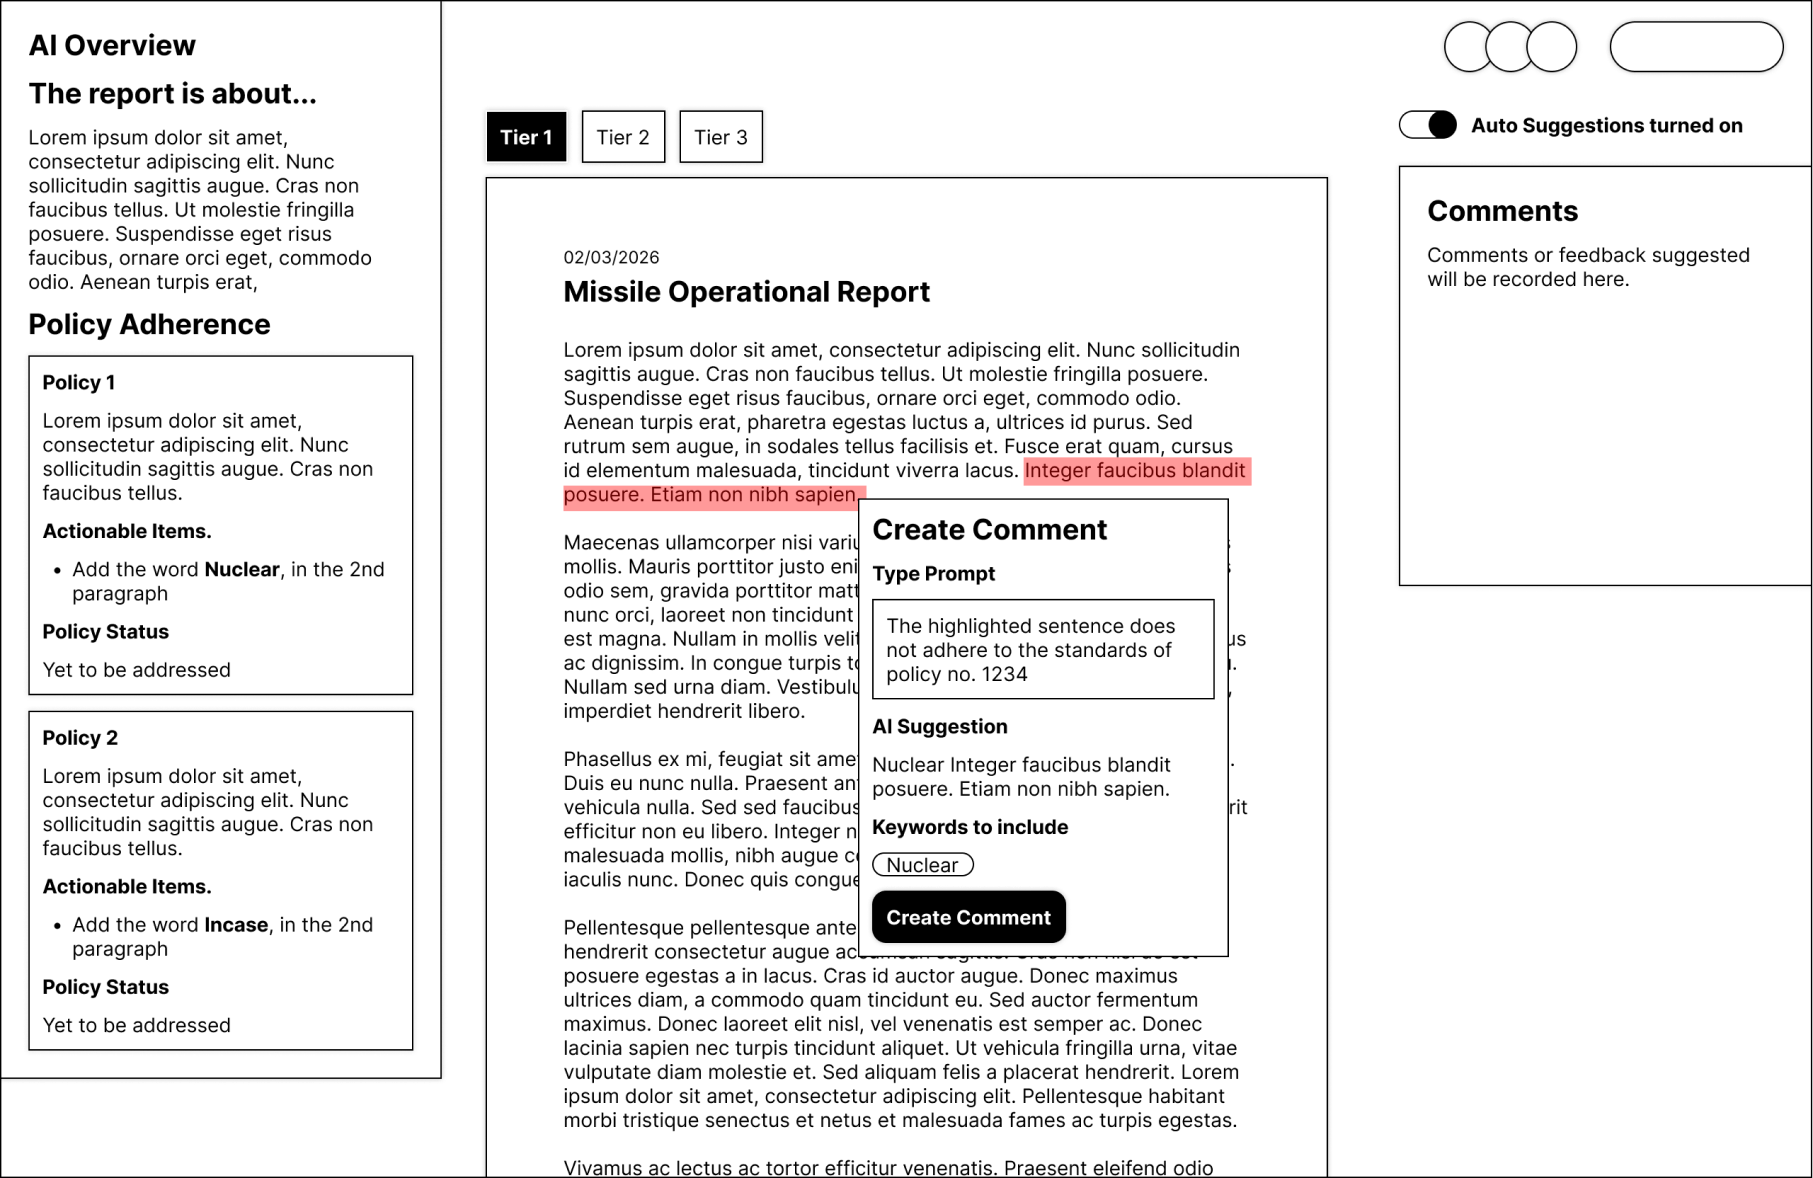 AI Overview
The report is about...
Lorem ipsum dolor sit amet,
consectetur adipiscing elit. Nunc
sollicitudin sagittis augue. Cras non
faucibus tellus. Ut molestie fringilla
posuere. Suspendisse eget risus
faucibus, ornare orci eget, commodo
odio. Aenean turpis erat,
Policy Adherence
Policy 1
Lorem ipsum dolor sit amet,
consectetur adipiscing elit. Nunc
sollicitudin sagittis augue. Cras non
faucibus tellus.
Actionable Items.
• Add the word Nuclear, in the 2nd
paragraph
Policy Status
Yet to be addressed
Policy 2
Lorem ipsum dolor sit amet,
consectetur adipiscing elit. Nunc
sollicitudin sagittis augue. Cras non
faucibus tellus.
Actionable Items.
• Add the word Incase, in the 2nd
paragraph
Policy Status
Yet to be addressed
Tier 1
Tier 2
Tier 3
02/03/2026
Missile Operational Report
Lorem ipsum dolor sit amet, consectetur adipiscing elit. Nunc sollicitudin
sagittis augue. Cras non faucibus tellus. Ut molestie fringilla posuere.
Suspendisse eget risus faucibus, ornare orci eget, commodo odio.
Aenean turpis erat, pharetra egestas luctus a, ultrices id purus. Sed
rutrum sem augue, in sodales tellus facilisis et. Fusce erat quam, cursus
id elementum malesuada, tincidunt viverra lacus. Integer faucibus blandit
posuere. Etiam non nibh sapien.
Maecenas ullamcorper nisi
mollis. Mauris porttitor justo
odio sem, gravida porttitor
nunc orci, laoreet non tincidunt
est magna. Nullam in mollis
ac dignissim. In congue turpis
Nullam sed urna diam.
imperdiet hendrerit libero.
Phasellus ex mi, feugiat sit
Duis eu nunc nulla. Praesent
vehicula nulla. Sed sed faucibus
efficitur non eu libero. Integer
malesuada mollis, nibh augue
iaculis nunc. Donec quis congue
Pellentesque pellentesque ante
hendrerit consectetur augue
posuere egestas a in lacus. Cras id auctor augue. Donec maximus
ultrices diam, a commodo quam tincidunt eu. Sed auctor fermentum
maximus. Donec laoreet elit nisl, vel venenatis est semper ac. Donec
lacinia sapien nec turpis tincidunt aliquet. Ut vehicula fringilla urna, vitae
vulputate diam molestie et. Sed aliquam felis a placerat hendrerit. Lorem
ipsum dolor sit amet, consectetur adipiscing elit. Pellentesque habitant
morbi tristique senectus et netus et malesuada fames ac turpis egestas.
Vivamus ac lectus ac tortor efficitur venenatis. Praesent eleifend odio
Create Comment
Type Prompt
The highlighted sentence does
not adhere to the standards of
policy no. 1234
AI Suggestion
Nuclear Integer faucibus blandit
posuere. Etiam non nibh sapien.
Keywords to include
Nuclear
Create Comment
Auto Suggestions turned on
Comments
Comments or feedback suggested
will be recorded here.